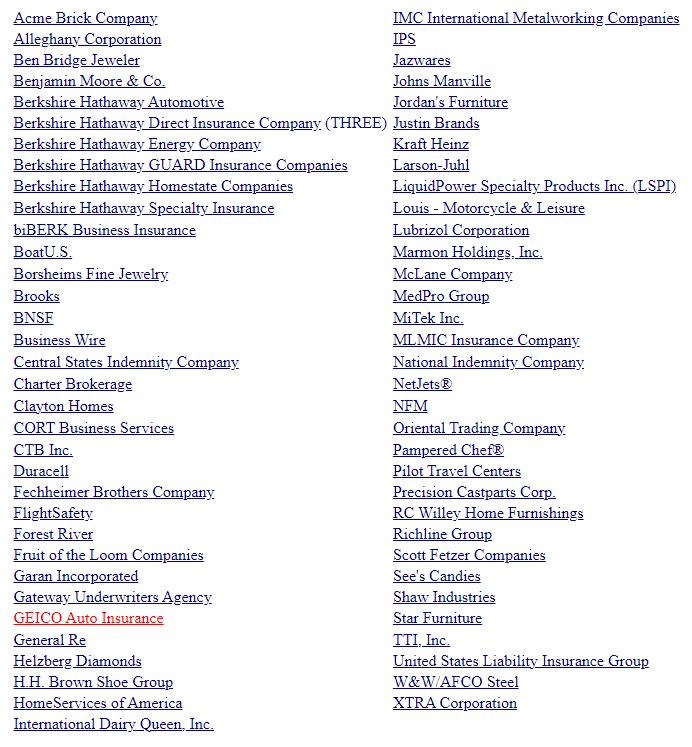 Acme Brick Company
Alleghany Corporation
Ben Bridge Jeweler
Benjamin Moore & Co.
Berkshire Hathaway Automotive
Berkshire Hathaway Direct Insurance Company (THREE)
Berkshire Hathaway Energy Company
Berkshire Hathaway GUARD Insurance Companies
Berkshire Hathaway Homestate Companies
Berkshire Hathaway Specialty Insurance
biBERK Business Insurance
BoatU.S.
Borsheims Fine Jewelry
Brooks
BNSF
Business Wire
Central States Indemnity Company
Charter Brokerage
Clayton Homes
CORT Business Services
CTB Inc.
Duracell
Fechheimer Brothers Company
FlightSafety
Forest River
Fruit of the Loom Companies
Garan Incorporated
Gateway Underwriters Agency
GEICO Auto Insurance
General Re
Helzberg Diamonds
H.H. Brown Shoe Group
HomeServices of America
International Dairy Queen, Inc.
IMC International Metalworking Companies
IPS
Jazwares
Johns Manville
Jordan's Furniture
Justin Brands
Kraft Heinz
Larson-Juhl
LiquidPower Specialty Products Inc. (LSPI)
Louis - Motorcycle & Leisure
Lubrizol Corporation
Marmon Holdings, Inc.
McLane Company
MedPro Group
MiTek Inc.
MLMIC Insurance Company
National Indemnity Company
NetJets®
NFM
Oriental Trading Company
Pampered Chef®
Pilot Travel Centers
Precision Castparts Corp.
RC Willey Home Furnishings
Richline Group
Scott Fetzer Companies
See's Candies
Shaw Industries
Star Furniture
TTI, Inc.
United States Liability Insurance Group
W&W/AFCO Steel
XTRA Corporation